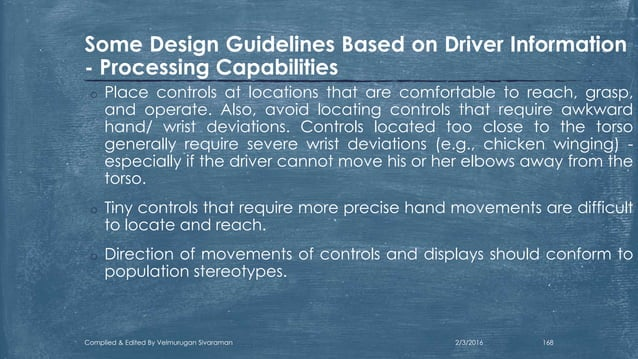 Some Design Guidelines Based on Driver Information
- Processing Capabilities
o Place controls at locations that are comfortable to reach, grasp,
and operate. Also, avoid locating controls that require awkward
hand/ wrist deviations. Controls located too close to the torso
generally require severe wrist deviations (e.g., chicken winging) -
especially if the driver cannot move his or her elbows away from the
torso.
o Tiny controls that require more precise hand movements are difficult
to locate and reach.
o Direction of movements of controls and displays should conform to
population stereotypes.
Complied & Edited By Velmurugan Sivaraman 2/3/2016 168